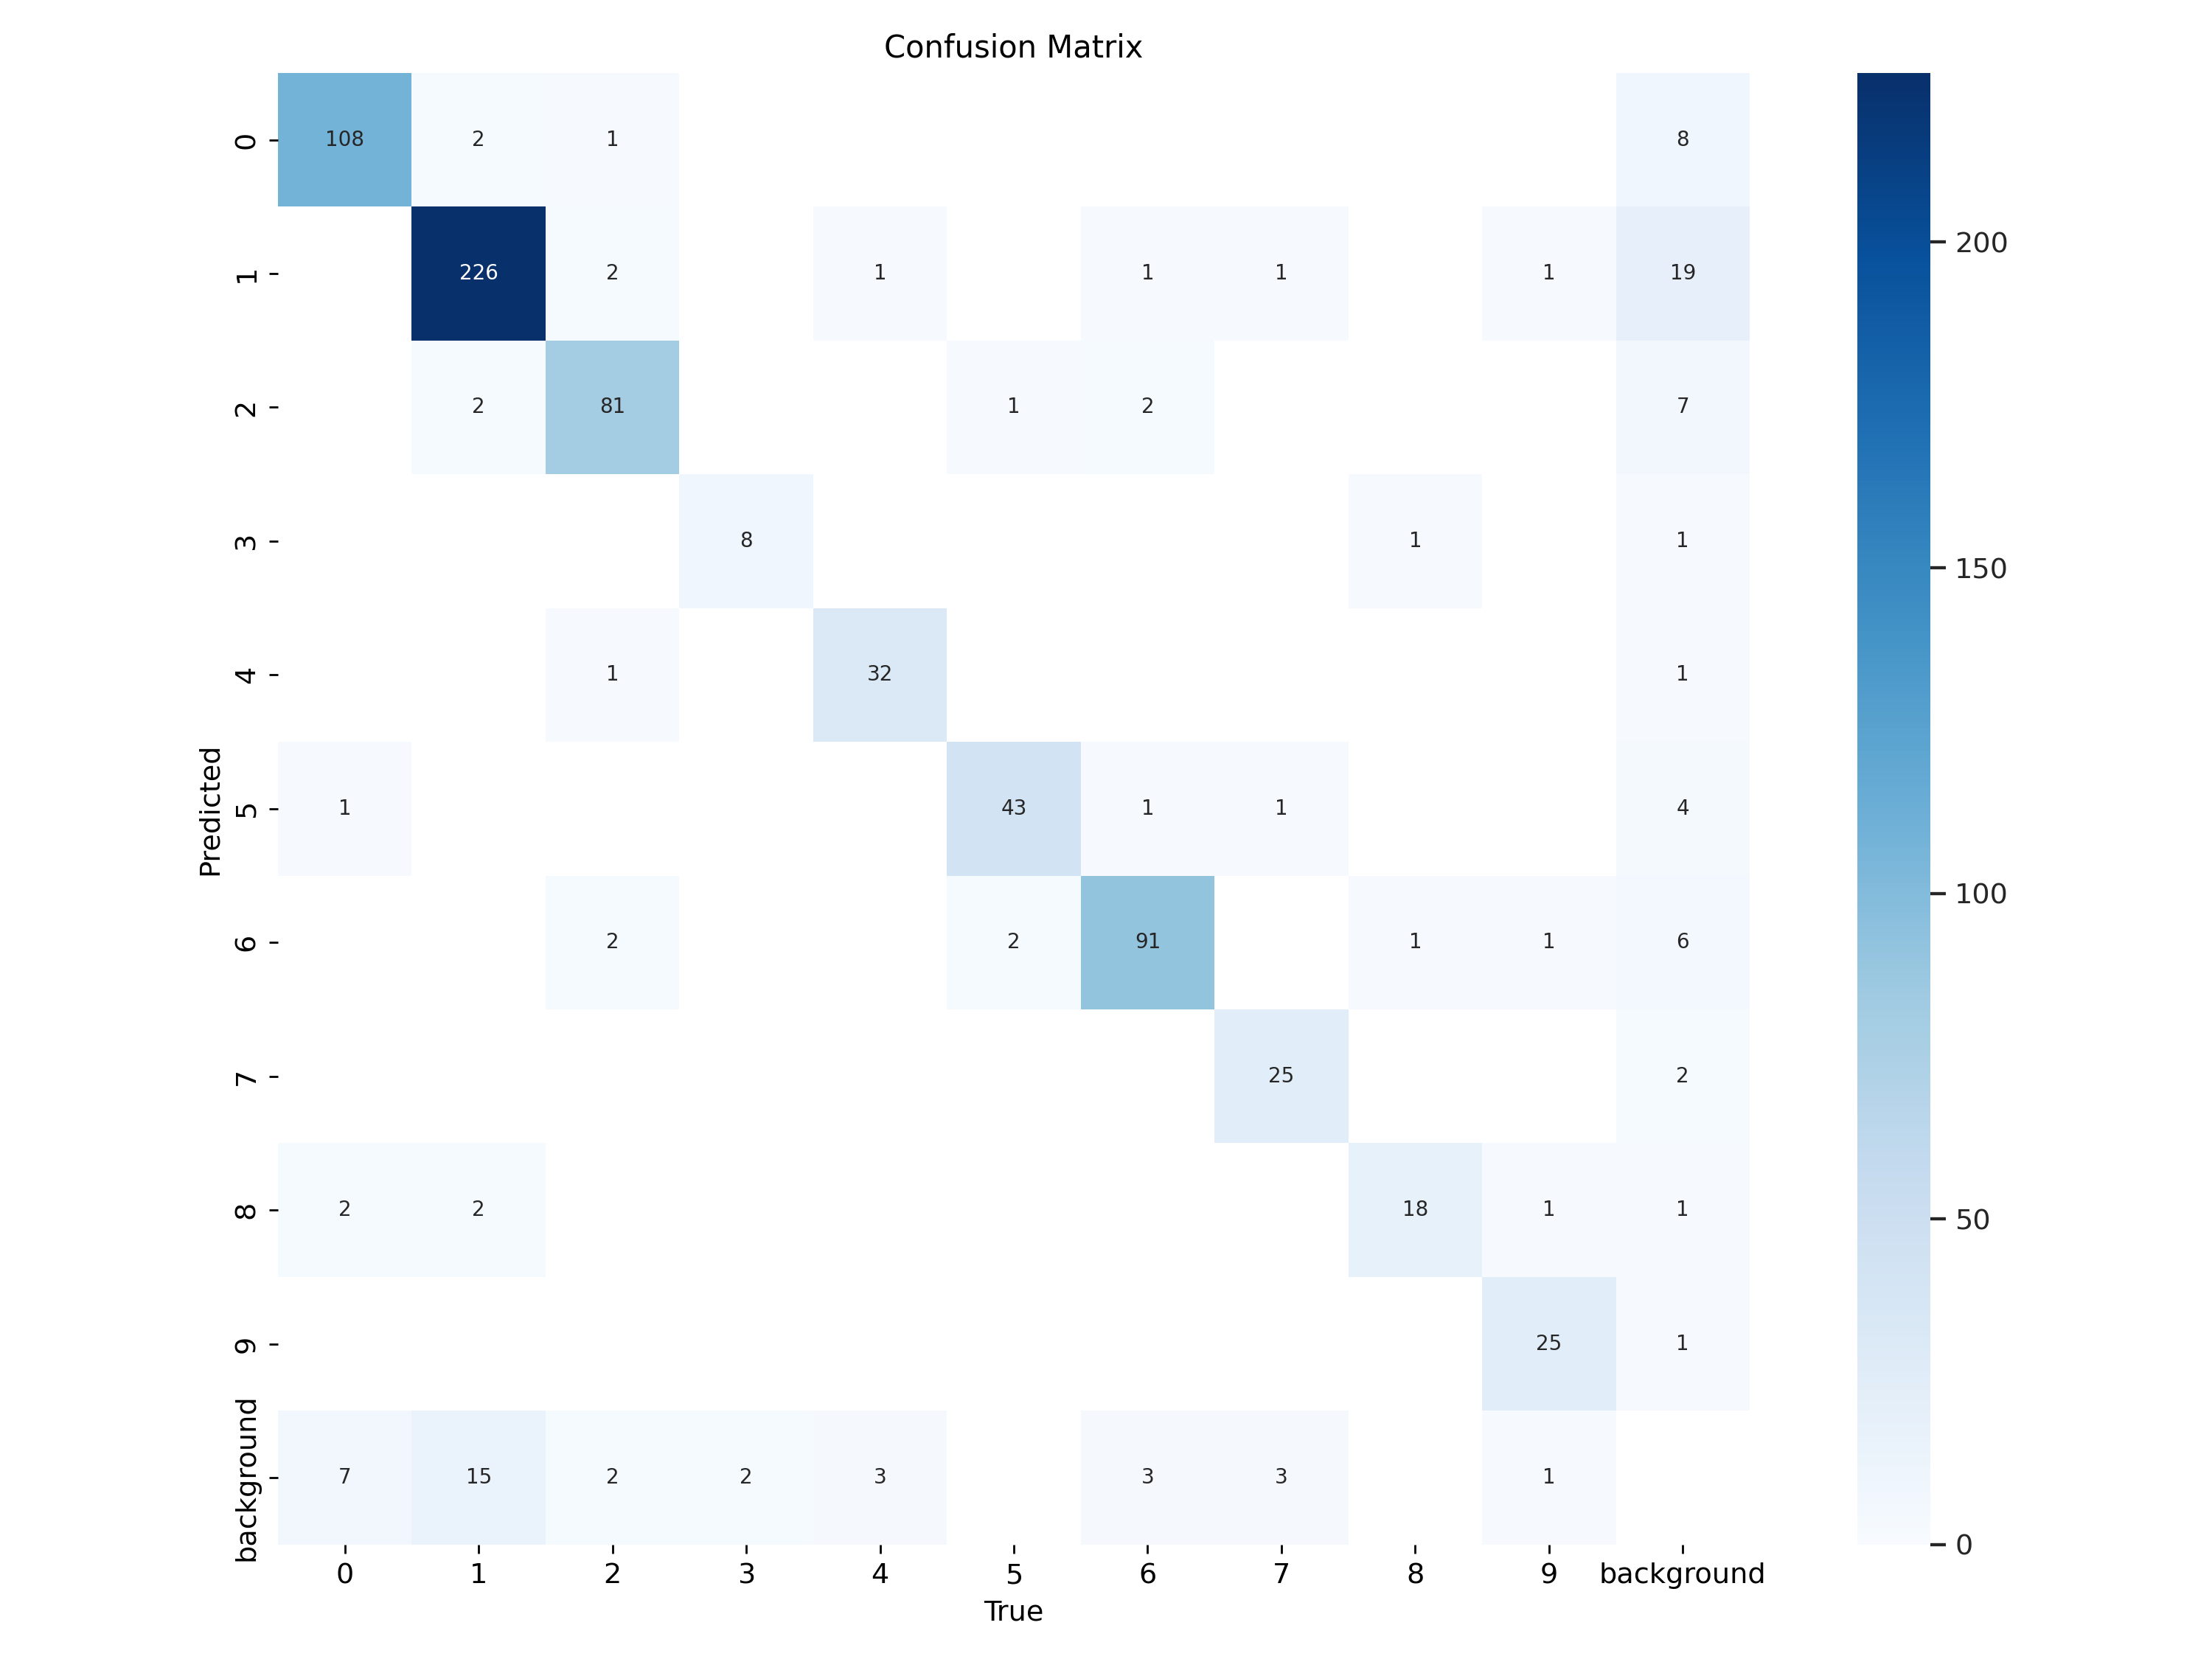 Confusion Matrix
0 108 2 1 8
1 226 2 1 1 1 1 19 200
2 2 81 1 2 7
3 8 1 1 150
4 1 32 1
Predicted
5 1 43 1 1 4
100
6 2 2 91 1 1 6
7 25 2
8 2 2 18 1 1 50
9 25 1
background 7 15 2 2 3 3 3 1
0
0 1 2 3 4 5 6 7 8 9 background
True